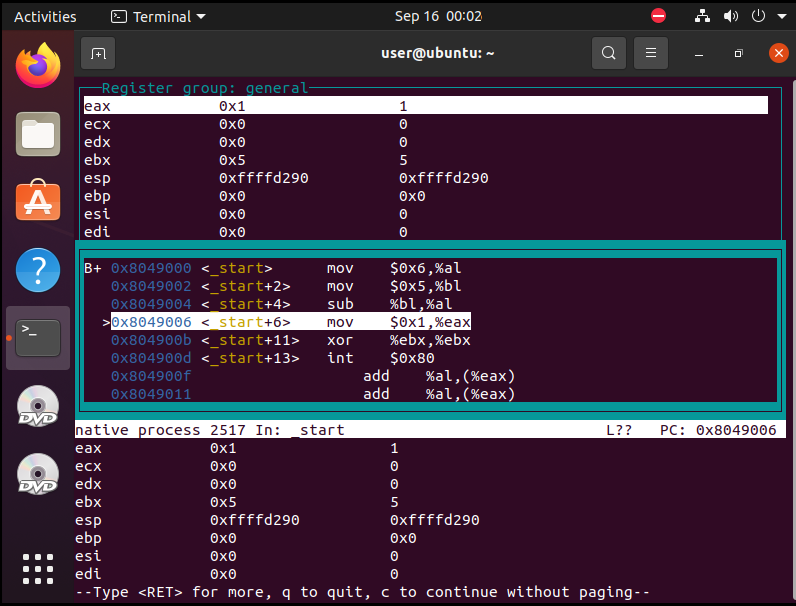 Activities Terminal Sep 16 00:02
user@ubuntu: ~
Register group: general
eax 0x1 1
ecx 0x0 0
edx 0x0 0
ebx 0x5 5
esp 0xffffd290 0xffffd290
ebp 0x0 0x0
esi 0x0 0
edi 0x0 0
B+ 0x8049000 <_start> mov $0x6,%al
0x8049002 <_start+2> mov $0x5,%bl
0x8049004 <_start+4> sub %bl,%al
>0x8049006 <_start+6> mov $0x1,%eax
0x804900b <_start+11> xor %ebx,%ebx
0x804900d <_start+13> int $0x80
0x804900f add %al,(%eax)
0x8049011 add %al,(%eax)
native process 2517 In: _start L?? PC: 0x8049006
eax 0x1 1
ecx 0x0 0
edx 0x0 0
ebx 0x5 5
esp 0xffffd290 0xffffd290
ebp 0x0 0x0
esi 0x0 0
edi 0x0 0
--Type <RET> for more, q to quit, c to continue without paging--
A
?
>_
DVD
DVD